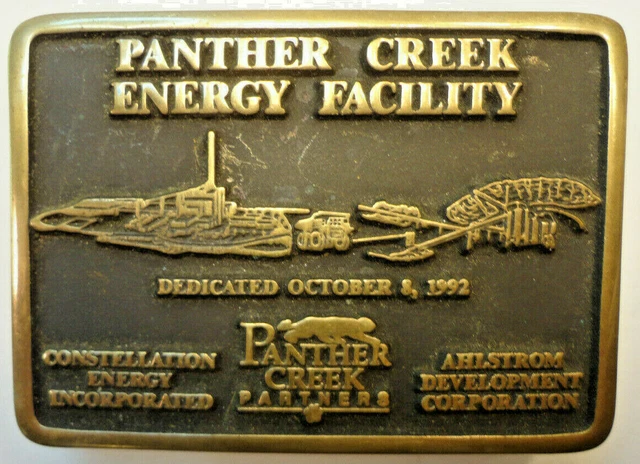 PANTHER CREEK
ENERGY FACILITY
DEDICATED OCTOBER 8, 1992
CONSTELLATION
ENERGY
INCORPORATED
PANTHER
CREEK
PARTNERS
AHLSTROM
DEVELOPMENT
CORPORATION